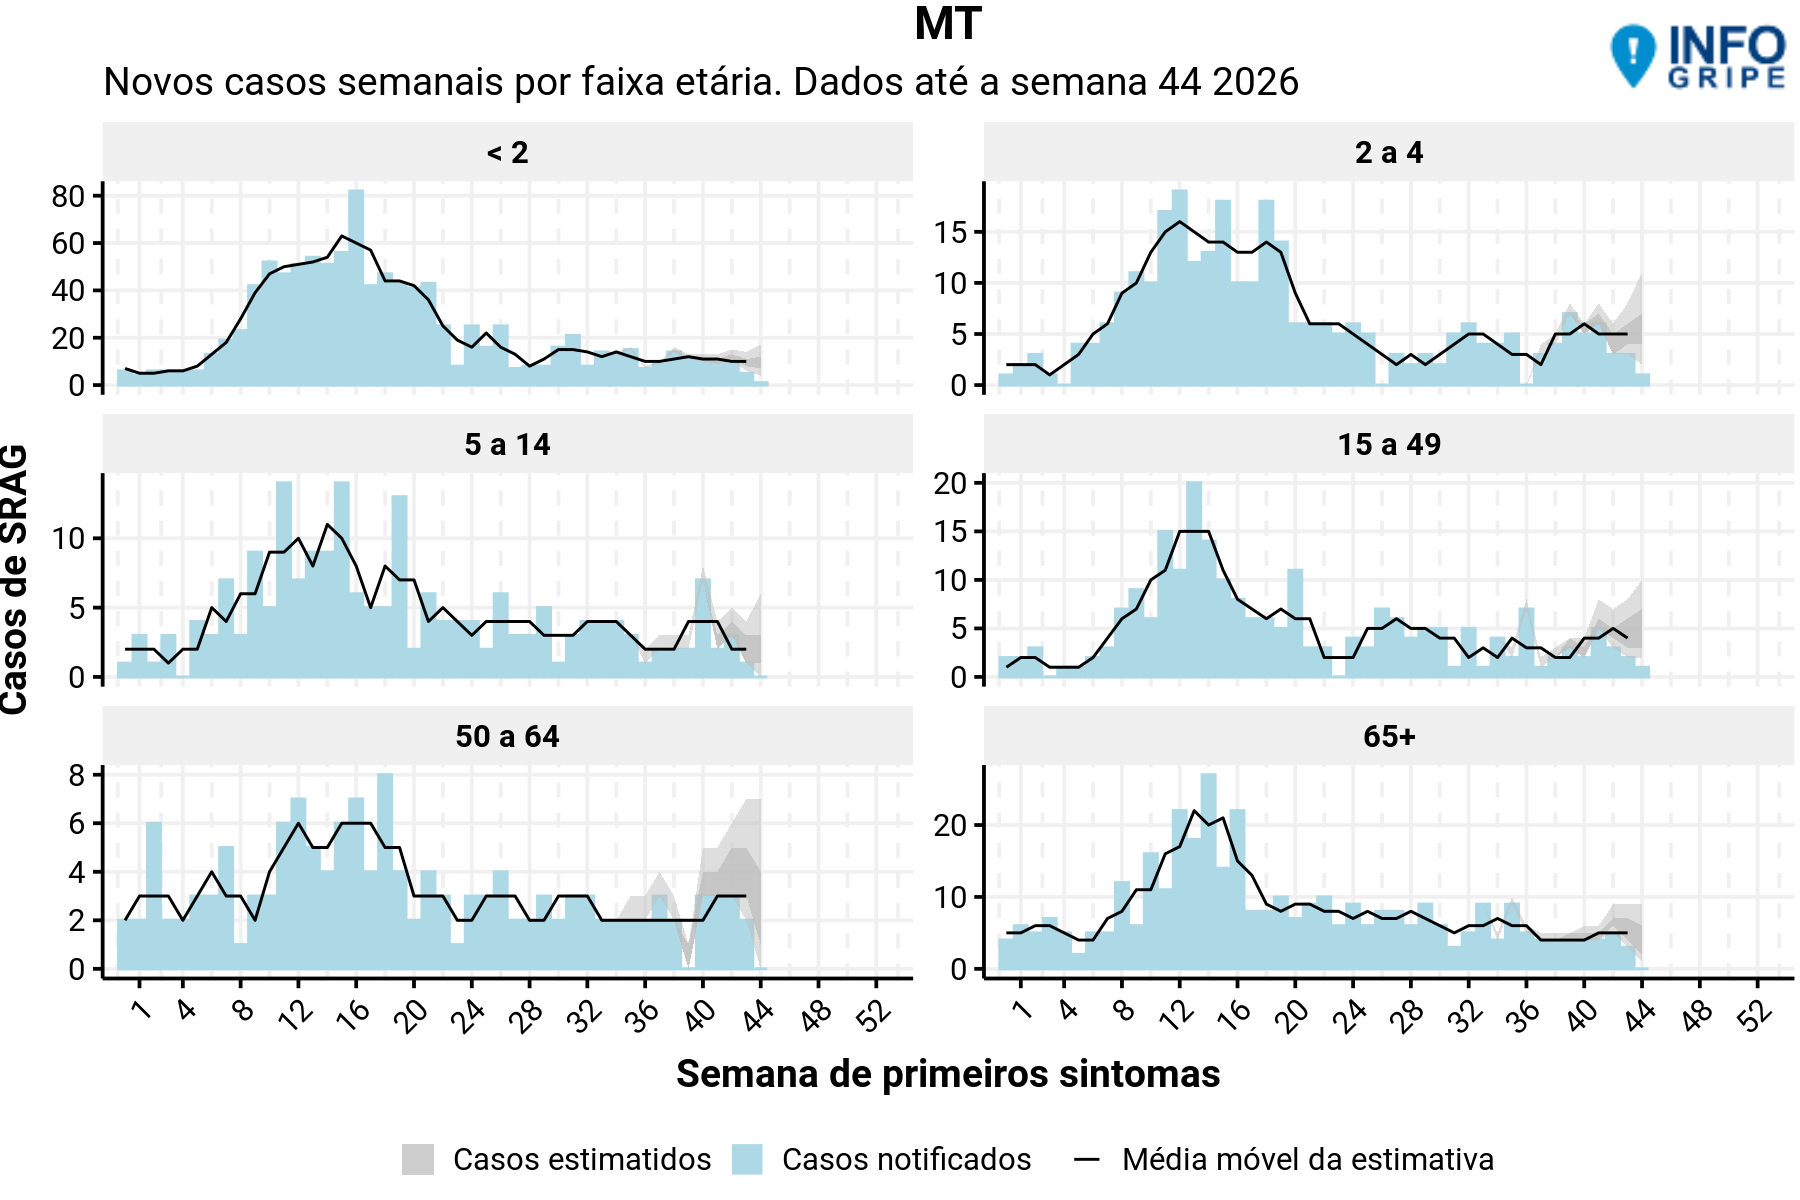 MT
Novos casos semanais por faixa etária. Dados até a semana 44 2026
INFO
GRIPE
< 2
80
60
40
20
0
2 a 4
15
10
5
0
5 a 14
10
5
0
15 a 49
20
15
10
5
0
50 a 64
8
6
4
2
0
65+
20
10
0
Casos de SRAG
1 4 8 12 16 20 24 28 32 36 40 44 48 52
1 4 8 12 16 20 24 28 32 36 40 44 48 52
Semana de primeiros sintomas
Casos estimatidos Casos notificados Média móvel da estimativa